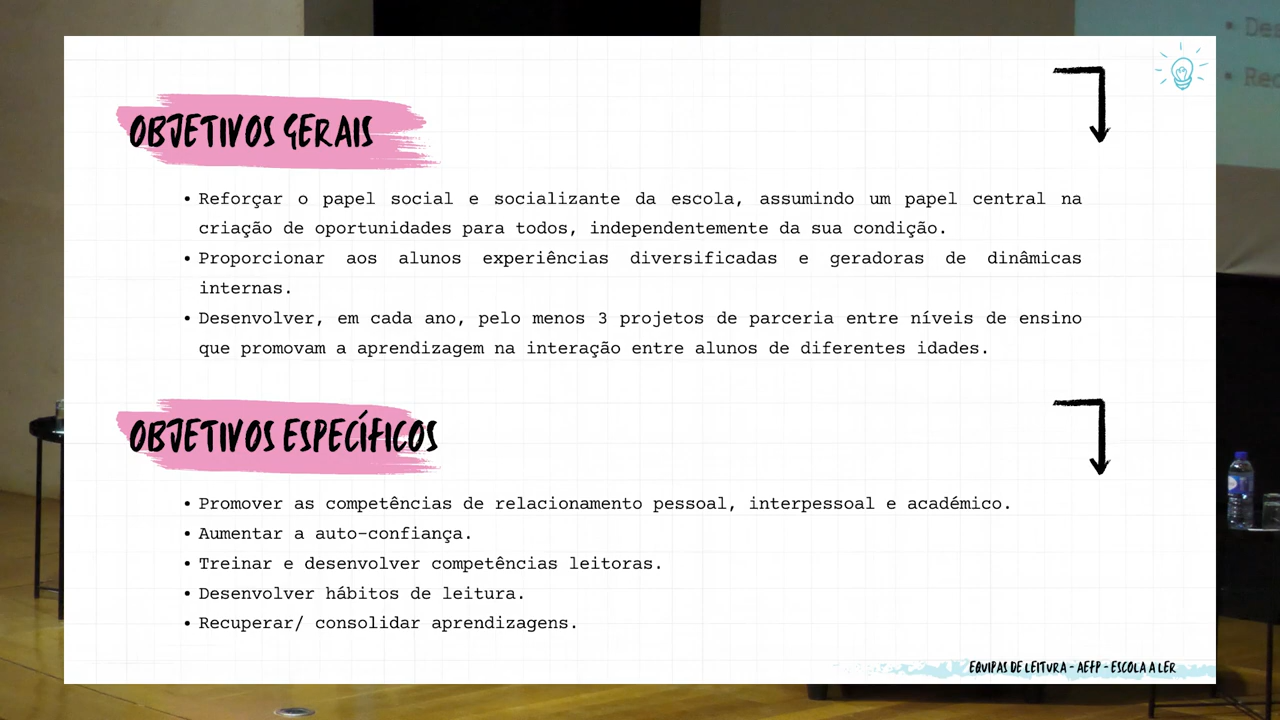 • Des
• Rec
OBJETIVOS GERAIS
• Reforçar o papel social e socializante da escola, assumindo um papel central na
criação de oportunidades para todos, independentemente da sua condição.
• Proporcionar aos alunos experiências diversificadas e geradoras de dinâmicas
internas.
• Desenvolver, em cada ano, pelo menos 3 projetos de parceria entre níveis de ensino
que promovam a aprendizagem na interação entre alunos de diferentes idades.
OBJETIVOS ESPECÍFICOS
• Promover as competências de relacionamento pessoal, interpessoal e académico.
• Aumentar a auto-confiança.
• Treinar e desenvolver competências leitoras.
• Desenvolver hábitos de leitura.
• Recuperar/ consolidar aprendizagens.
EQUIPAS DE LEITURA - AEFP - ESCOLA A LER